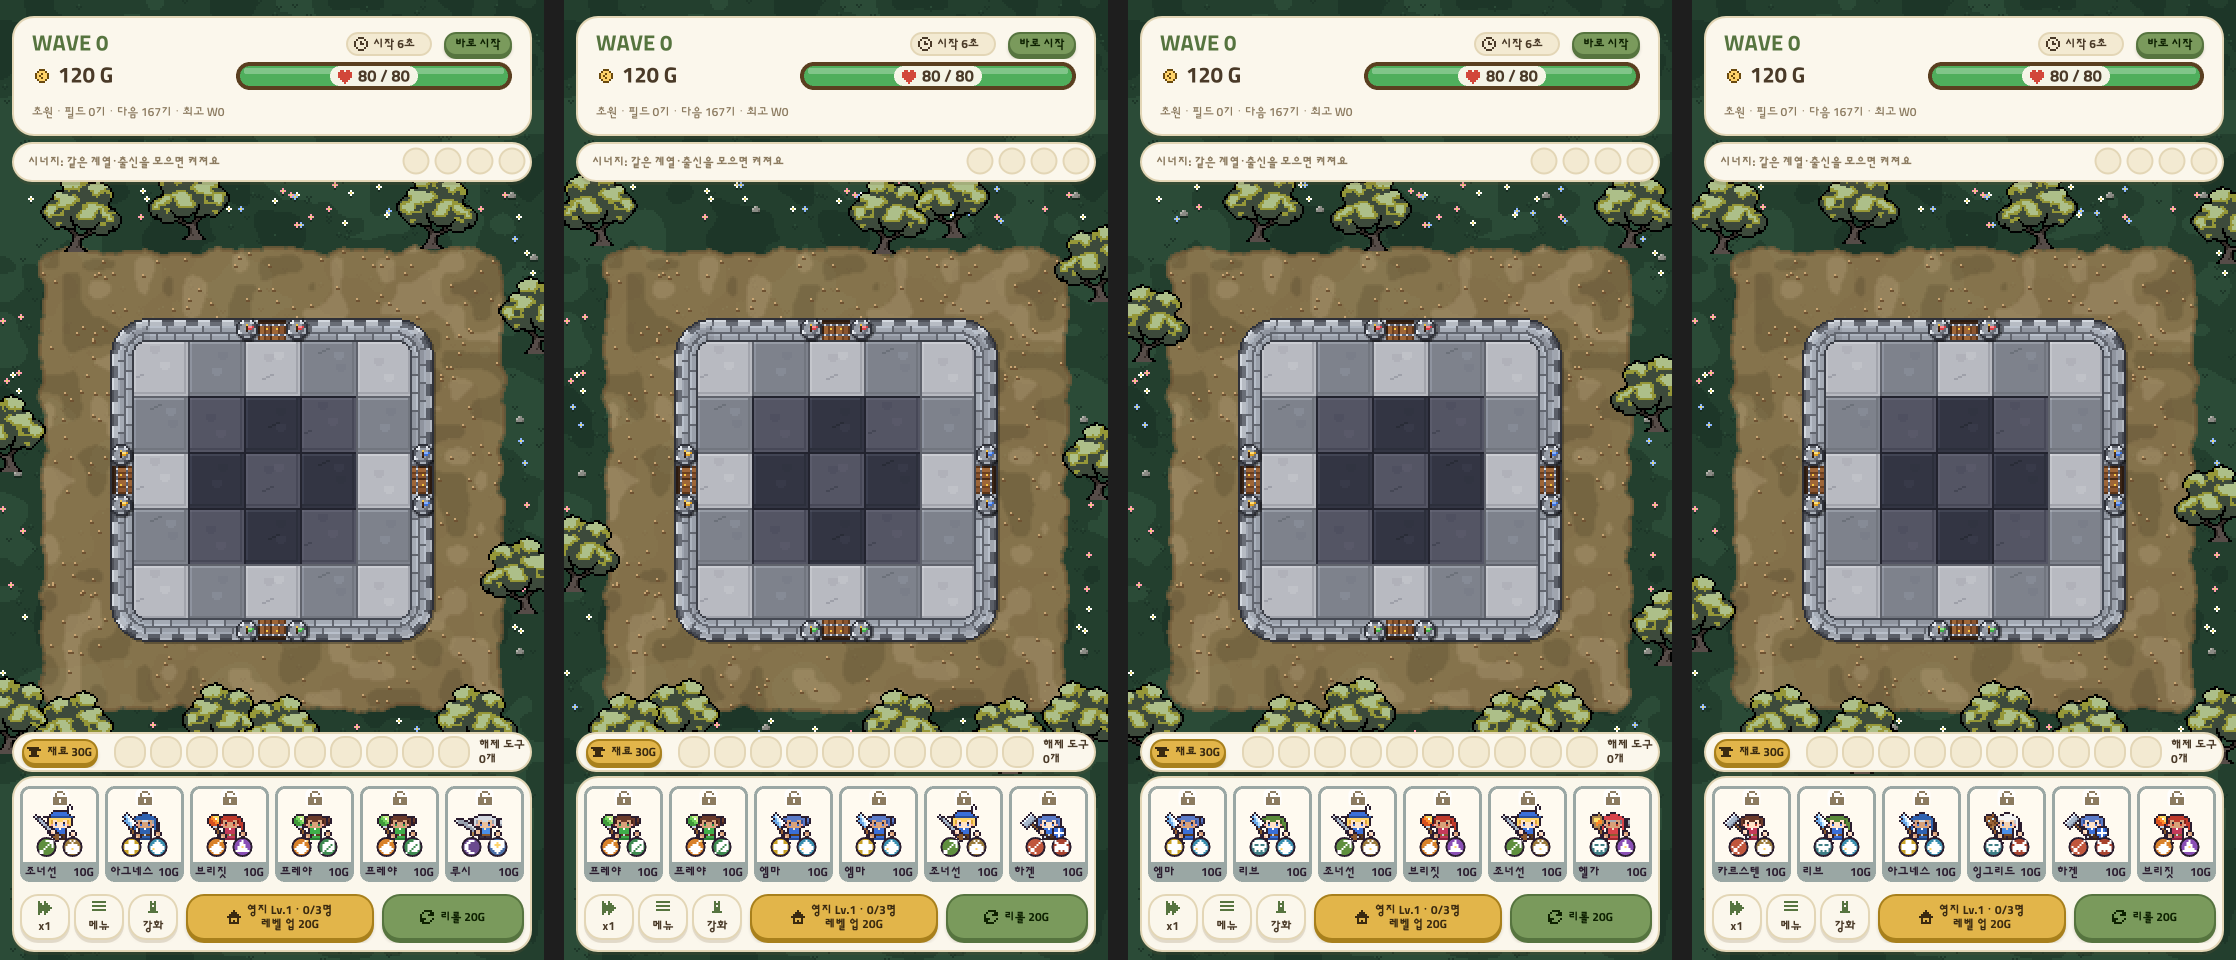 WAVE 0
시작 6초
바로 시작
120 G
80 / 80
초원 · 필드 0기 · 다음 167기 · 최고 W0
시너지: 같은 계열·출신을 모으면 켜져요
재료 30G
해제 도구
0개
조너선 10G
아그네스 10G
브리짓 10G
프레야 10G
프레야 10G
루시 10G
x1
메뉴
강화
영지 Lv.1 · 0/3명
레벨 업 20G
리롤 20G
WAVE 0
시작 6초
바로 시작
120 G
80 / 80
초원 · 필드 0기 · 다음 167기 · 최고 W0
시너지: 같은 계열·출신을 모으면 켜져요
재료 30G
해제 도구
0개
프레야 10G
프레야 10G
엠마 10G
엠마 10G
조너선 10G
하겐 10G
x1
메뉴
강화
영지 Lv.1 · 0/3명
레벨 업 20G
리롤 20G
WAVE 0
시작 6초
바로 시작
120 G
80 / 80
초원 · 필드 0기 · 다음 167기 · 최고 W0
시너지: 같은 계열·출신을 모으면 켜져요
재료 30G
해제 도구
0개
엠마 10G
리브 10G
조너선 10G
브리짓 10G
조너선 10G
헬가 10G
x1
메뉴
강화
영지 Lv.1 · 0/3명
레벨 업 20G
리롤 20G
WAVE 0
시작 6초
바로 시작
120 G
80 / 80
초원 · 필드 0기 · 다음 167기 · 최고 W0
시너지: 같은 계열·출신을 모으면 켜져요
재료 30G
해제 도구
0개
카르스텐 10G
리브 10G
아그네스 10G
잉그리드 10G
하겐 10G
브리짓 10G
x1
메뉴
강화
영지 Lv.1 · 0/3명
레벨 업 20G
리롤 20G